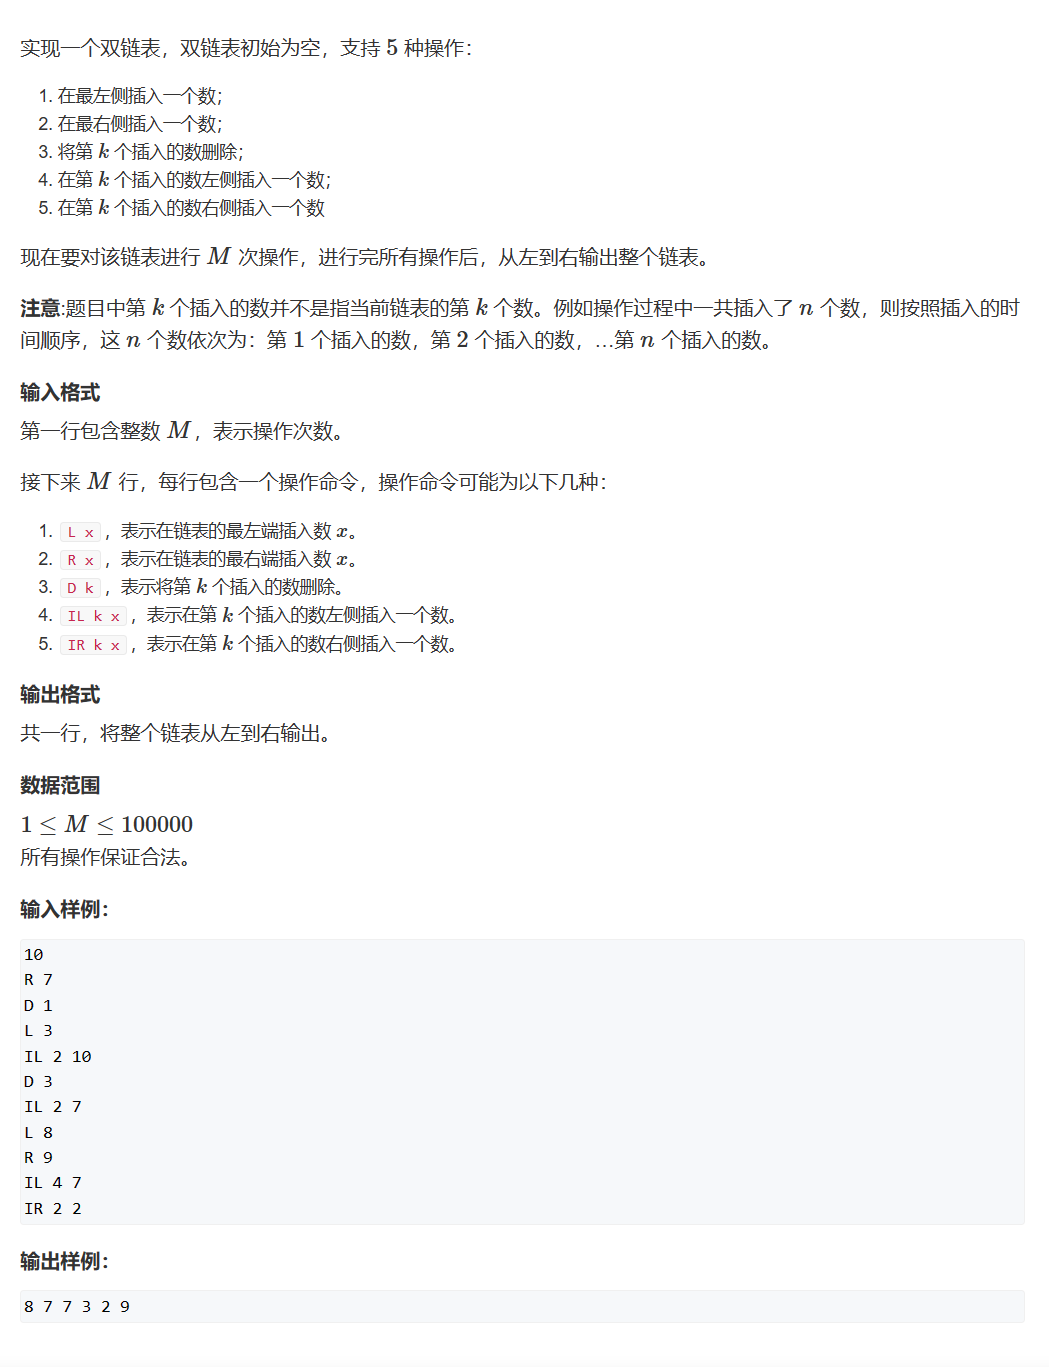 实现一个双链表，双链表初始为空，支持 5 种操作：
1. 在最左侧插入一个数；
2. 在最右侧插入一个数；
3. 将第 k 个插入的数删除；
4. 在第 k 个插入的数左侧插入一个数；
5. 在第 k 个插入的数右侧插入一个数
现在要对该链表进行 M 次操作，进行完所有操作后，从左到右输出整个链表。
注意:题目中第 k 个插入的数并不是指当前链表的第 k 个数。例如操作过程中一共插入了 n 个数，则按照插入的时
间顺序，这 n 个数依次为：第 1 个插入的数，第 2 个插入的数，…第 n 个插入的数。
输入格式
第一行包含整数 M，表示操作次数。
接下来 M 行，每行包含一个操作命令，操作命令可能为以下几种：
1. L x，表示在链表的最左端插入数 x。
2. R x，表示在链表的最右端插入数 x。
3. D k，表示将第 k 个插入的数删除。
4. IL k x，表示在第 k 个插入的数左侧插入一个数。
5. IR k x，表示在第 k 个插入的数右侧插入一个数。
输出格式
共一行，将整个链表从左到右输出。
数据范围
1 ≤ M ≤ 100000
所有操作保证合法。
输入样例：
10
R 7
D 1
L 3
IL 2 10
D 3
IL 2 7
L 8
R 9
IL 4 7
IR 2 2
输出样例：
8 7 7 3 2 9